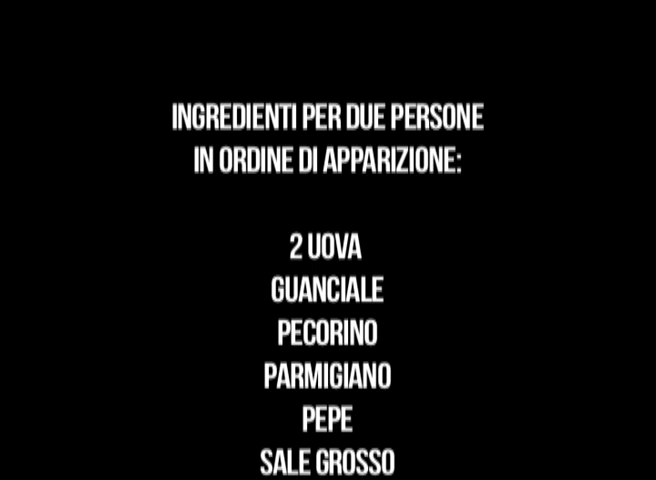 INGREDIENTI PER DUE PERSONE
IN ORDINE DI APPARIZIONE:
2 UOVA
GUANCIALE
PECORINO
PARMIGIANO
PEPE
SALE GROSSO